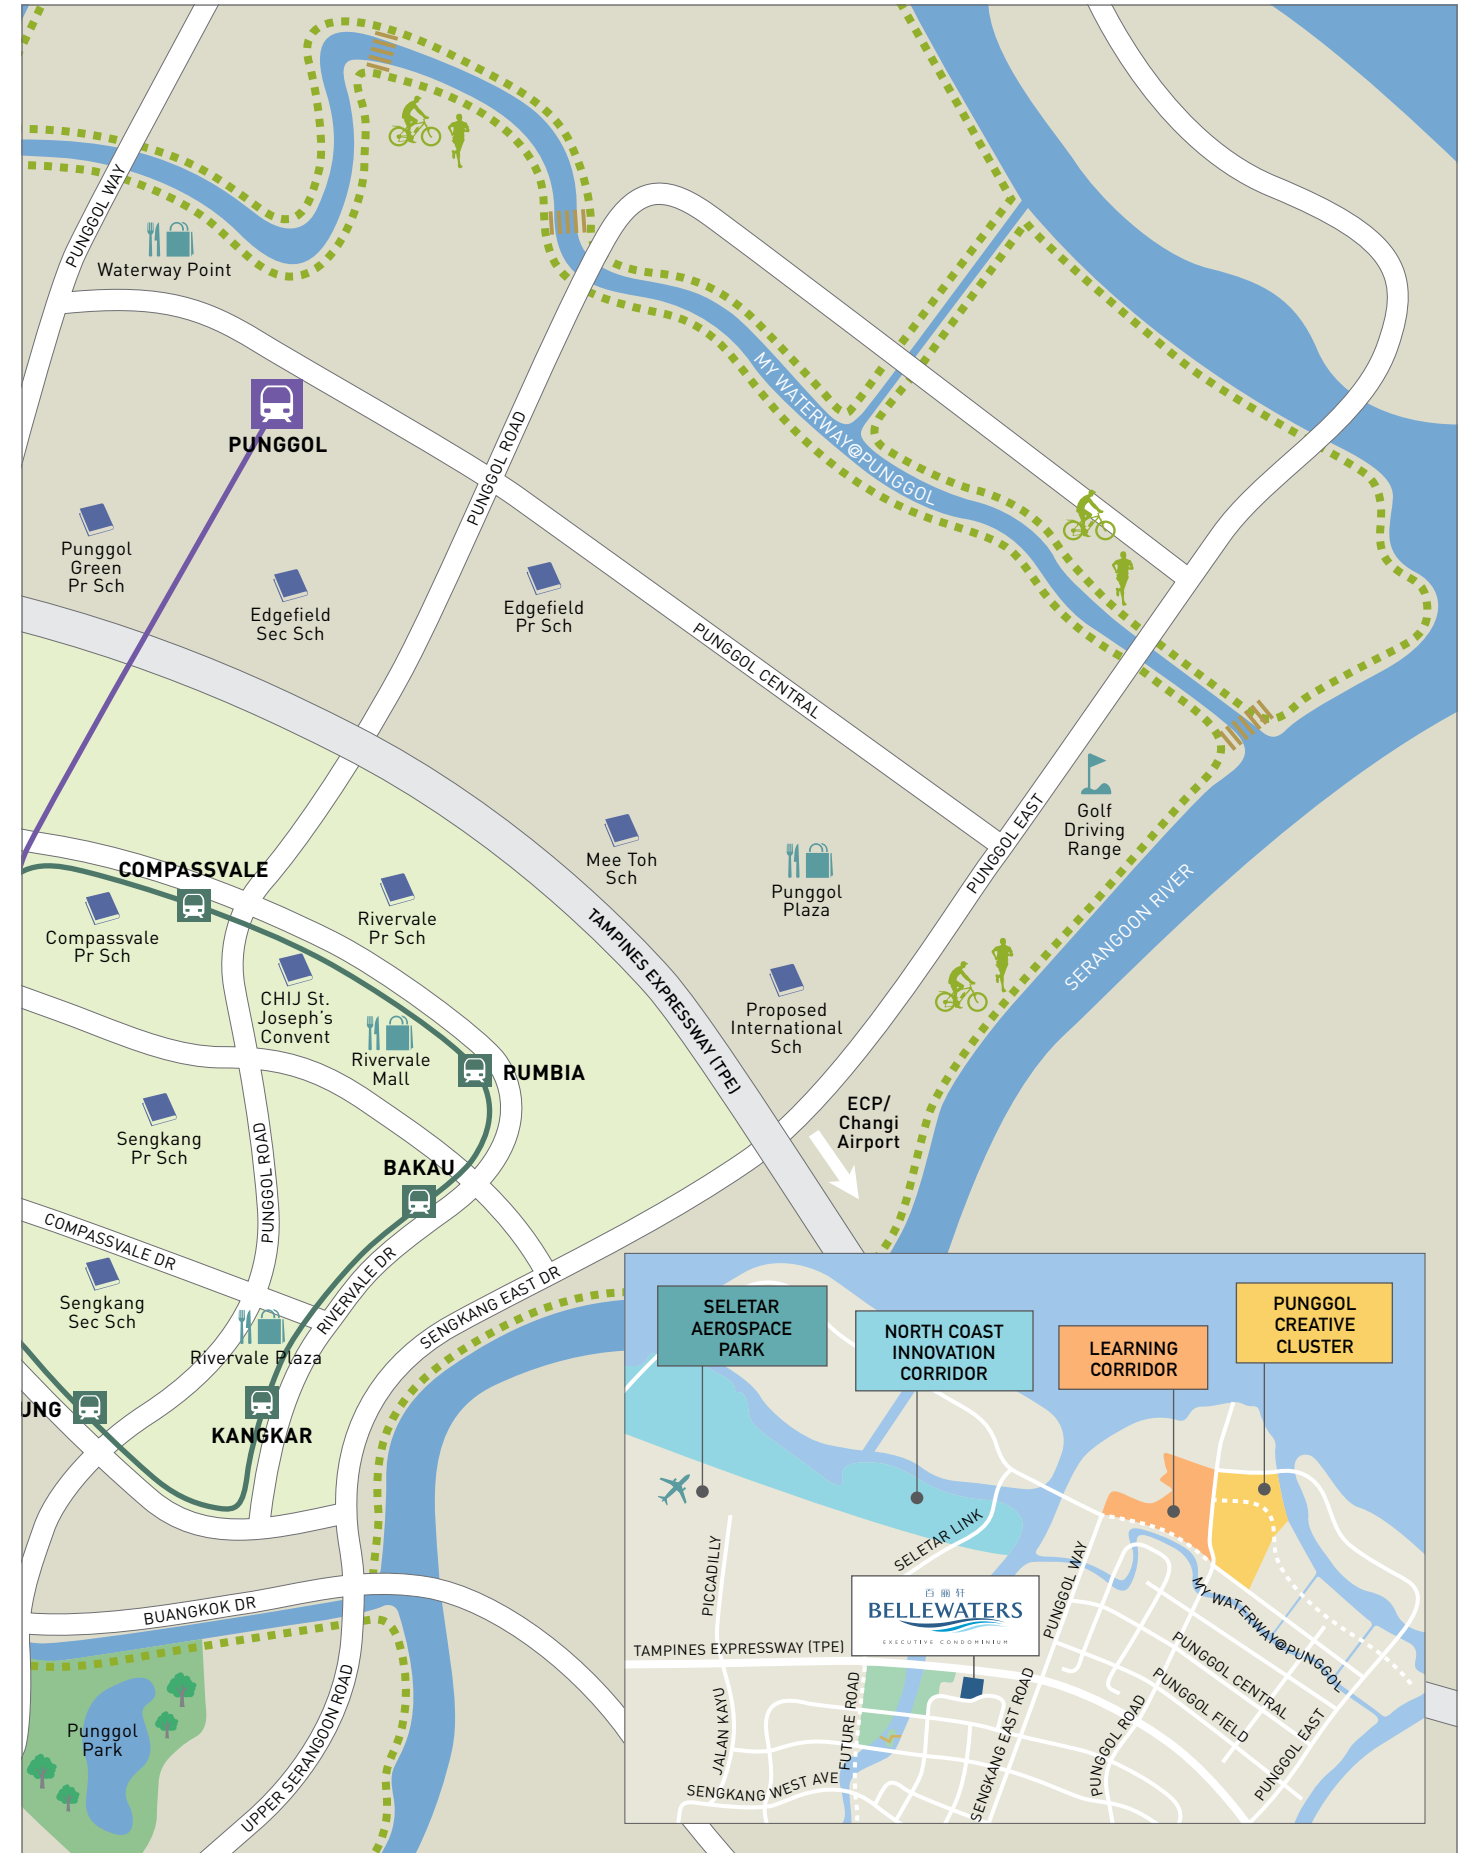 PUNGGOL WAY
Waterway Point
PUNGGOL
PUNGGOL ROAD
MY WATERWAY@PUNGGOL
Punggol
Green
Pr Sch
Edgefield
Sec Sch
Edgefield
Pr Sch
PUNGGOL CENTRAL
Golf
Driving
Range
PUNGGOL EAST
SERANGOON RIVER
COMPASSVALE
Compassvale
Pr Sch
Rivervale
Pr Sch
Mee Toh
Sch
Punggol
Plaza
TAMPINES EXPRESSWAY (TPE)
CHIJ St.
Joseph's
Convent
Rivervale
Mall
RUMBIA
Proposed
International
Sch
ECP/
Changi
Airport
Sengkang
Pr Sch
PUNGGOL ROAD
BAKAU
COMPASSVALE DR
RIVERVALE DR
SENGKANG EAST DR
Sengkang
Sec Sch
Rivervale Plaza
UNG
KANGKAR
BUANGKOK DR
UPPER SERANGOON ROAD
Punggol
Park
SELETAR
AEROSPACE
PARK
NORTH COAST
INNOVATION
CORRIDOR
LEARNING
CORRIDOR
PUNGGOL
CREATIVE
CLUSTER
PICCADILLY
SELETAR LINK
PUNGGOL WAY
百丽轩
BELLEWATERS
EXECUTIVE CONDOMINIUM
TAMPINES EXPRESSWAY (TPE)
MY WATERWAY@PUNGGOL
PUNGGOL CENTRAL
PUNGGOL FIELD
JALAN KAYU
FUTURE ROAD
SENGKANG EAST ROAD
PUNGGOL ROAD
PUNGGOL EAST
SENGKANG WEST AVE